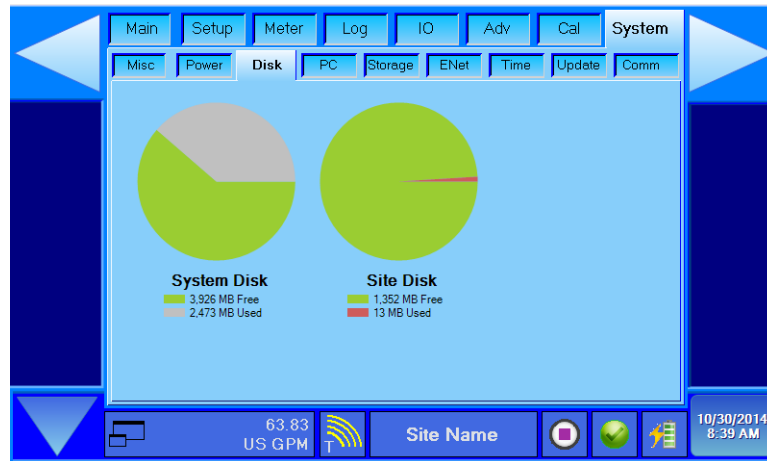 Main Setup Meter Log IO Adv Cal System
Misc Power Disk PC Storage ENet Time Update Comm
System Disk
3,926 MB Free
2,473 MB Used
Site Disk
1,352 MB Free
13 MB Used
63.83
US GPM
T
Site Name
10/30/2014
8:39 AM